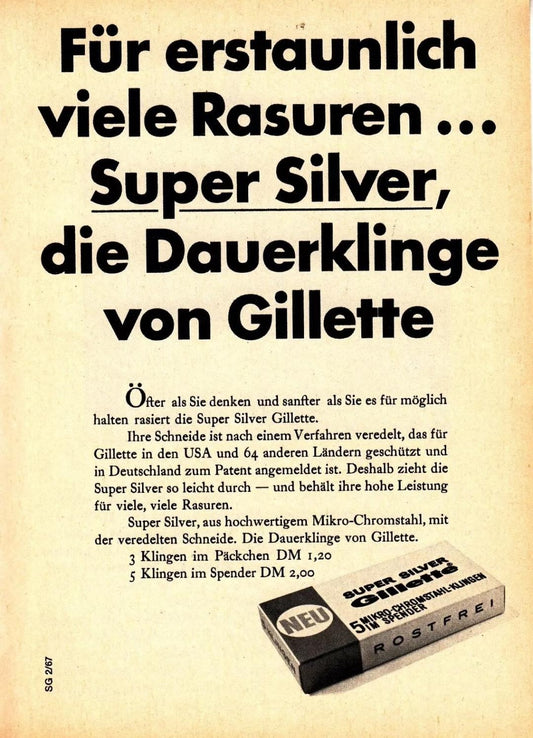 Für erstaunlich
viele Rasuren ...
Super Silver,
die Dauerklinge
von Gillette
Öfter als Sie denken und sanfter als Sie es für möglich
halten rasiert die Super Silver Gillette.
Ihre Schneide ist nach einem Verfahren veredelt, das für
Gillette in den USA und 64 anderen Ländern geschützt und
in Deutschland zum Patent angemeldet ist. Deshalb zieht die
Super Silver so leicht durch — und behält ihre hohe Leistung
für viele, viele Rasuren.
Super Silver, aus hochwertigem Mikro-Chromstahl, mit
der veredelten Schneide. Die Dauerklinge von Gillette.
3 Klingen im Päckchen DM 1,20
5 Klingen im Spender DM 2,00
NEU
SUPER SILVER
Gillette
5 MIKRO-CHROMSTAHL-KLINGEN
IM SPENDER
ROSTFREI
SG 2/67